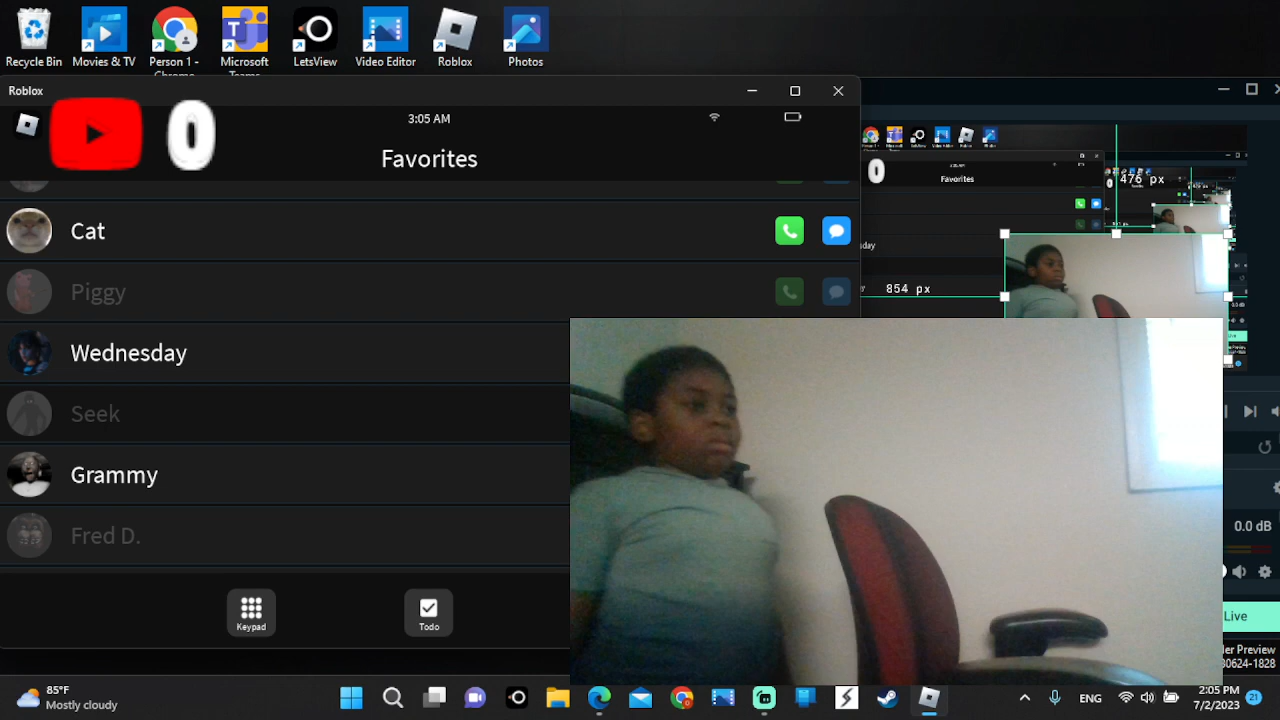 Recycle Bin
Movies & TV
Person 1 -
Chrome
Microsoft
Teams
LetsView
Video Editor
Roblox
Photos
Roblox
0
3:05 AM
Favorites
Cat
Piggy
Wednesday
Seek
Grammy
Fred D.
Keypad
Todo
0
Favorites
476 px
854 px
0.0 dB
Live
85°F
Mostly cloudy
ENG
2:05 PM
7/2/2023
21